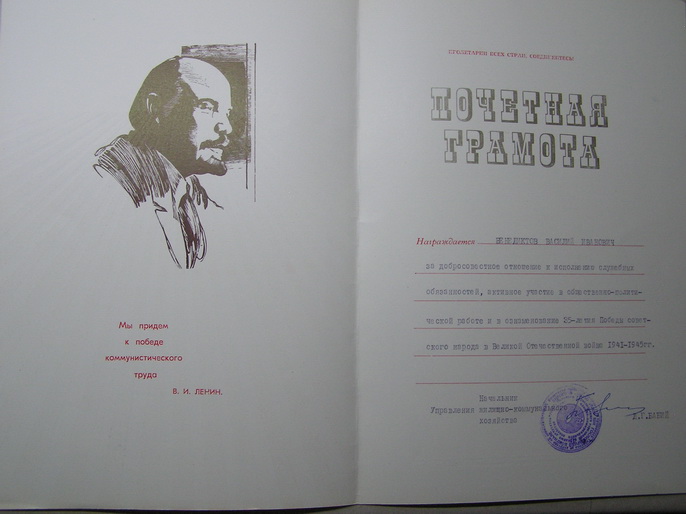 Мы придем
к победе
коммунистического
труда
В. И. ЛЕНИН.
ПРОЛЕТАРИИ ВСЕХ СТРАН, СОЕДИНЯЙТЕСЬ!
ПОЧЕТНАЯ
ГРАМОТА
Награждается ВАСИЛИЙ ИВАНОВИЧ
за добросовестное отношение к исполнению служебных
обязанностей, активное участие в общественно-полити-
ческой работе и в ознаменование 25-летия Победы совет-
ского народа в Великой Отечественной войне 1941-1945гг.
Начальник
Управления жилищно-коммунального
хозяйства